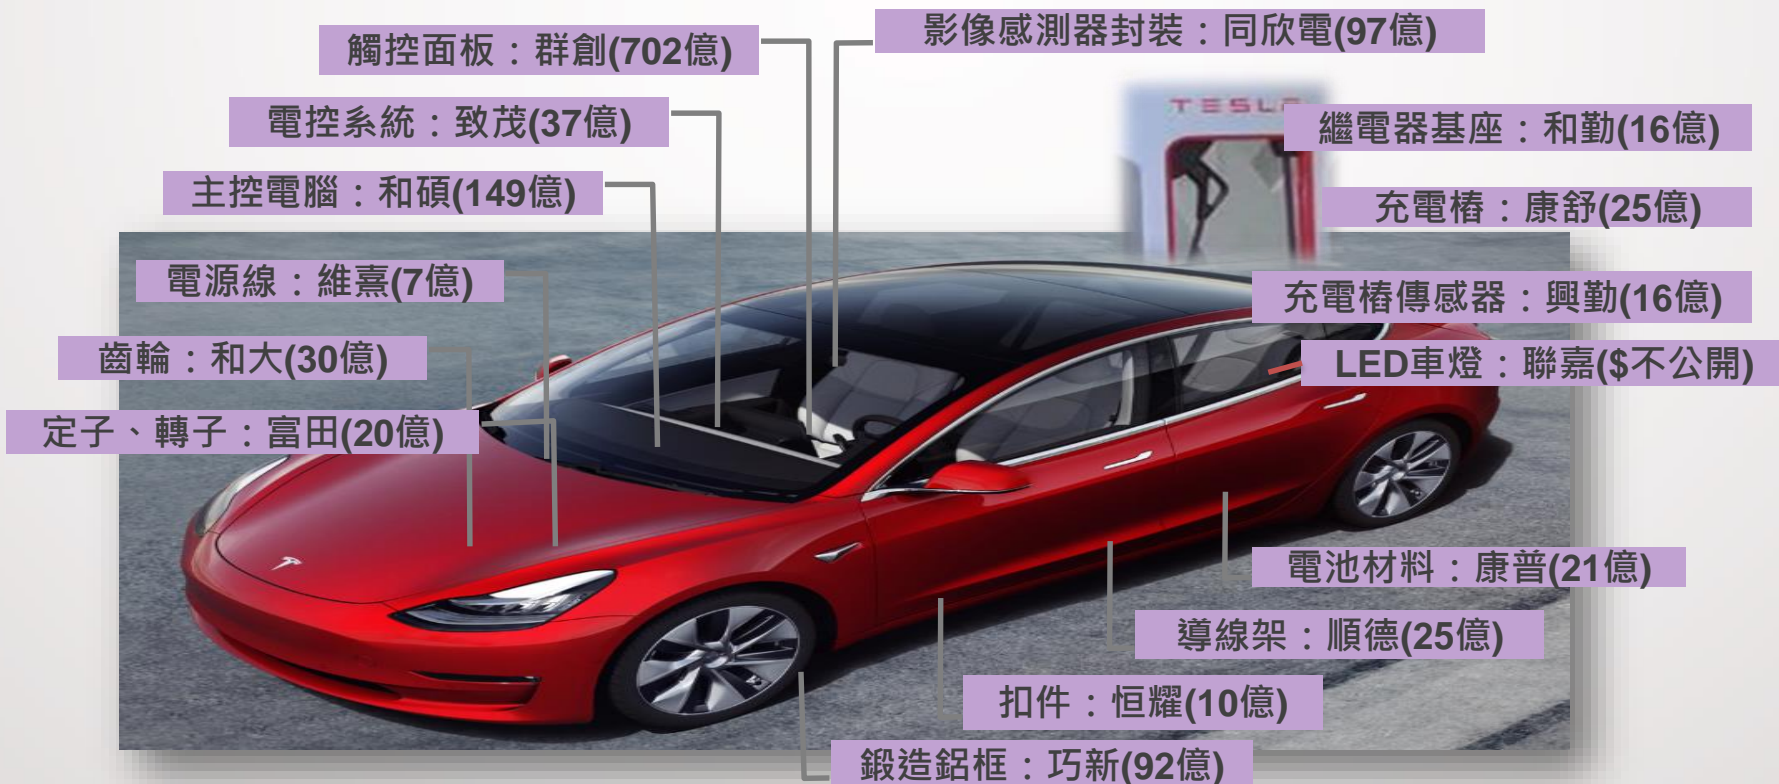 影像感測器封裝：同欣電(97億)
觸控面板：群創(702億)
電控系統：致茂(37億)
TESLA
繼電器基座：和勤(16億)
主控電腦：和碩(149億)
充電樁：康舒(25億)
電源線：維熹(7億)
充電樁傳感器：興勤(16億)
齒輪：和大(30億)
LED車燈：聯嘉($不公開)
定子、轉子：富田(20億)
電池材料：康普(21億)
導線架：順德(25億)
扣件：恒耀(10億)
鍛造鋁框：巧新(92億)